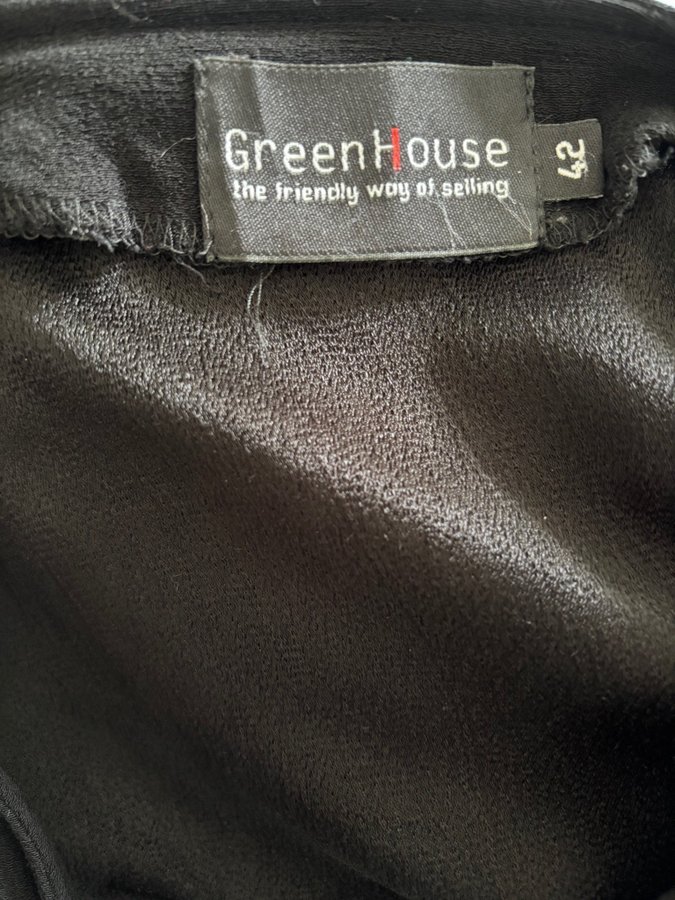 GreenHouse
the friendly way of selling
42